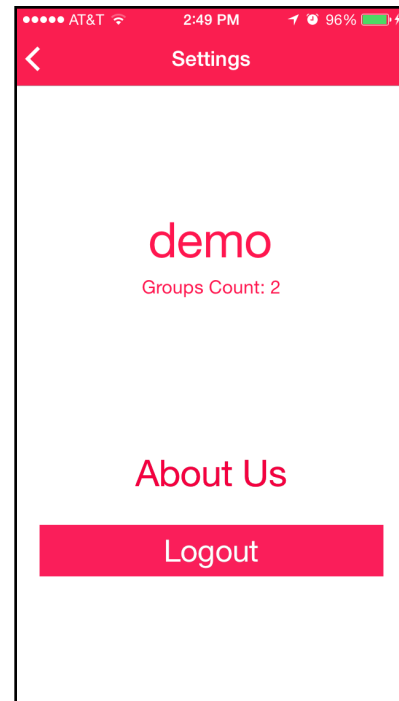 AT&T 2:49 PM 96%
Settings
demo
Groups Count: 2
About Us
Logout